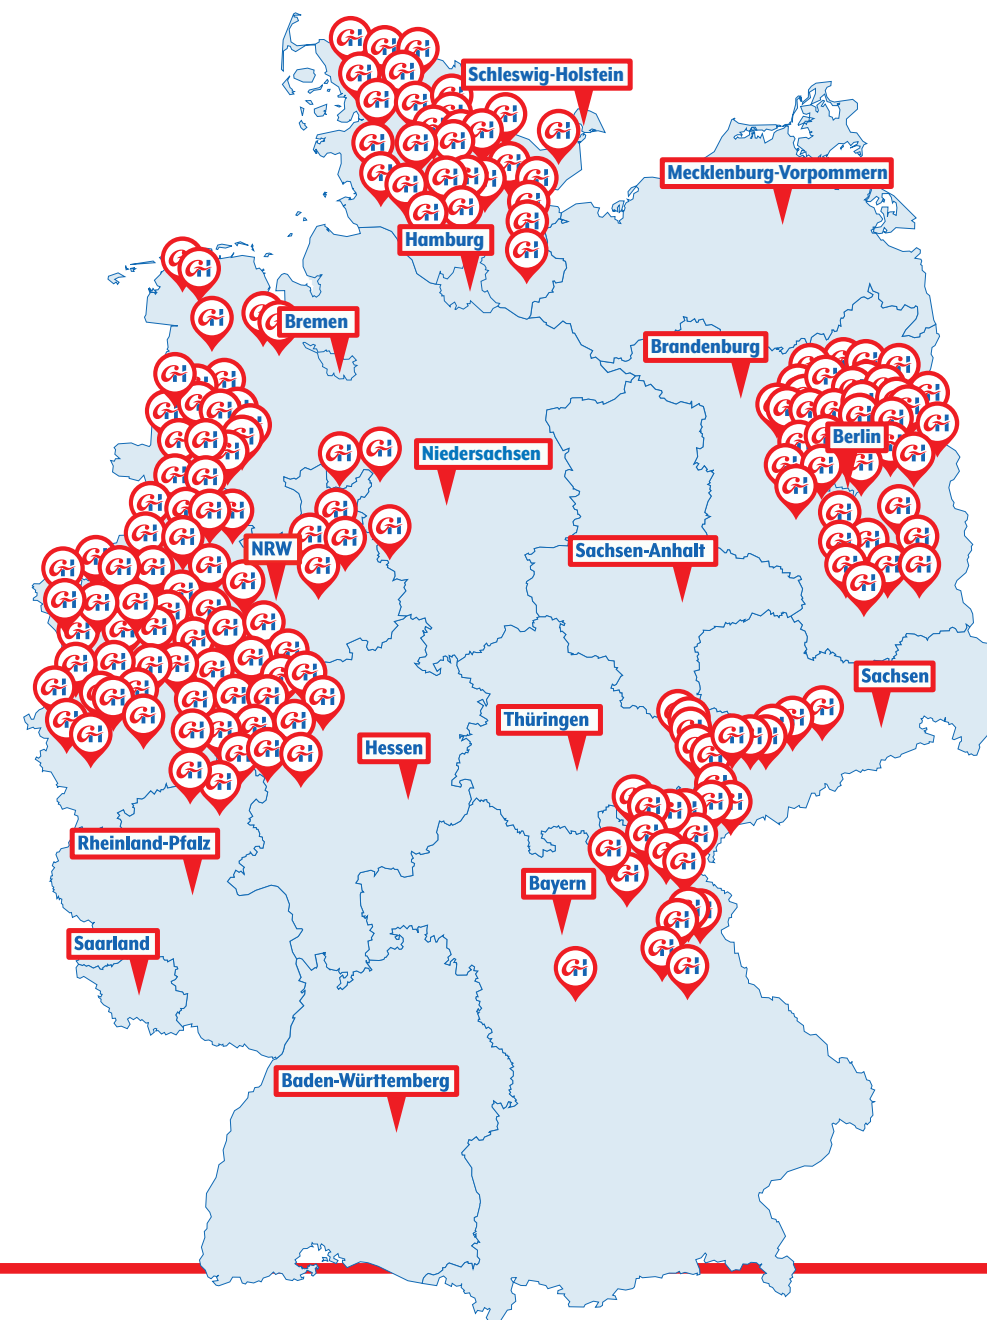 Schleswig-Holstein
Mecklenburg-Vorpommern
Hamburg
Bremen
Brandenburg
Berlin
Niedersachsen
NRW
Sachsen-Anhalt
Sachsen
Thüringen
Hessen
Rheinland-Pfalz
Bayern
Saarland
Baden-Württemberg